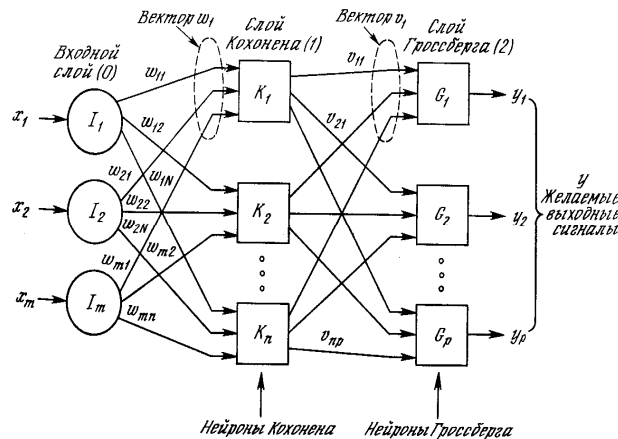 Вектор w₁
Слой
Кохонена (1)
Вектор v₁
Слой
Гроссберга (2)
Входной
слой (0)
x₁
I₁
w₁₁
w₁₂
w₁N
K₁
v₁₁
v₂₁
G₁
y₁
x₂
I₂
w₂₁
w₂₂
w₂N
K₂
G₂
y₂
Y
Желаемые
выходные
сигналы
xₘ
Iₘ
wₘ₁
wₘ₂
wₘₙ
Kₙ
vₙₚ
Gₚ
yₚ
Нейроны Кохонена
Нейроны Гроссберга